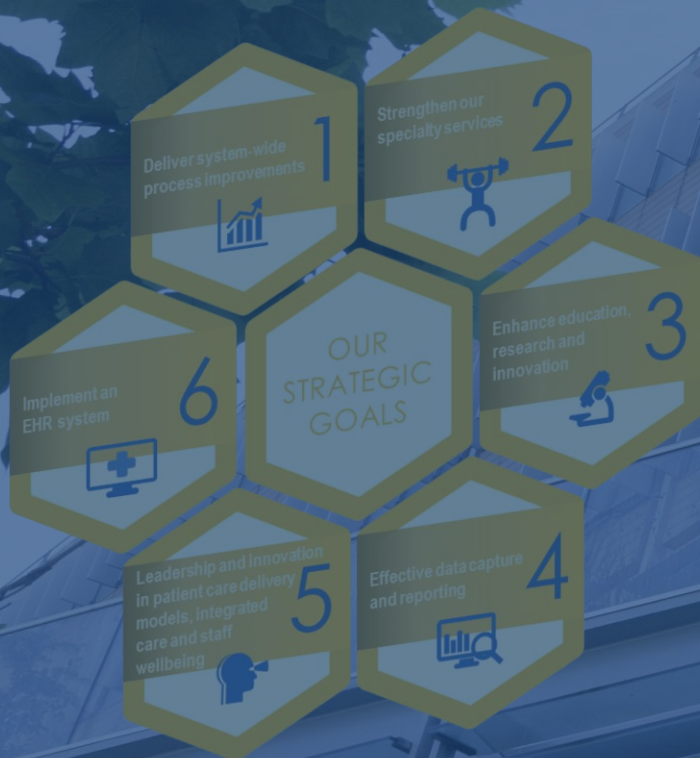 OUR
STRATEGIC
GOALS
1
Deliver system-wide
process improvements
2
Strengthen our
specialty services
3
Enhance education,
research and
innovation
4
Effective data capture
and reporting
5
Leadership and innovation
in patient care delivery
models, integrated
care and staff
wellbeing
6
Implement an
EHR system